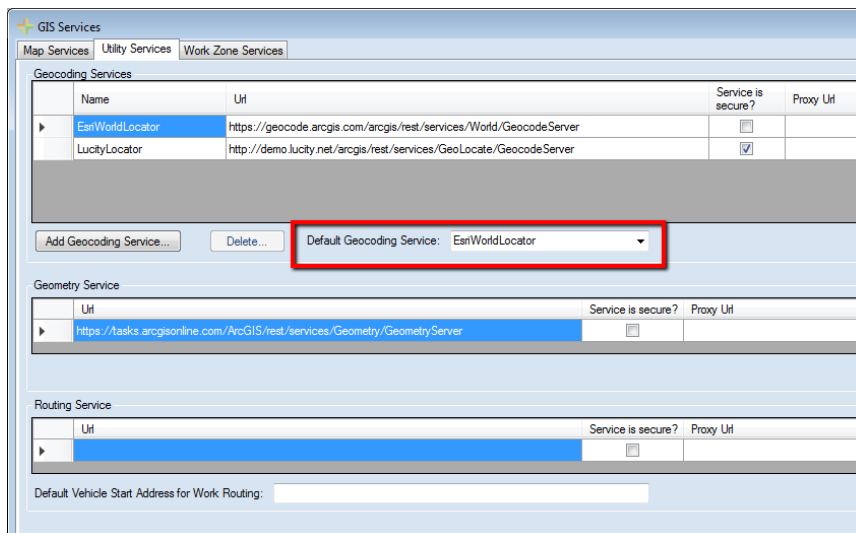 GIS Services
Map Services Utility Services Work Zone Services
Geocoding Services
Name Url Service is secure? Proxy Url
EsriWorldLocator https://geocode.arcgis.com/arcgis/rest/services/World/GeocodeServer
LucityLocator http://demo.lucity.net/arcgis/rest/services/GeoLocate/GeocodeServer
Add Geocoding Service... Delete... Default Geocoding Service: EsriWorldLocator
Geometry Service
Url Service is secure? Proxy Url
https://tasks.arcgisonline.com/ArcGIS/rest/services/Geometry/GeometryServer
Routing Service
Url Service is secure? Proxy Url
Default Vehicle Start Address for Work Routing: